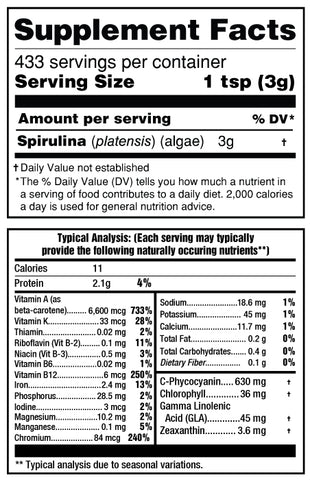 Supplement Facts
433 servings per container
Serving Size 1 tsp (3g)
Amount per serving % DV*
Spirulina (platensis) (algae) 3g †
† Daily Value not established
*The % Daily Value (DV) tells you how much a nutrient in
a serving of food contributes to a daily diet. 2,000 calories
a day is used for general nutrition advice.
Typical Analysis: (Each serving may typically
provide the following naturally occuring nutrients**)
Calories 11
Protein 2.1g 4%
Vitamin A (as
beta-carotene)........ 6,600 mcg 733%
Vitamin K..................33 mcg 28%
Thiamin...................0.02 mg 2%
Riboflavin (Vit B-2).......0.1 mg 11%
Niacin (Vit B-3)............0.5 mg 3%
Vitamin B6................0.02 mg 1%
Vitamin B12................6 mcg 250%
Iron..........................2.4 mg 13%
Phosphorus..............28.5 mg 2%
Iodine........................3 mcg 2%
Magnesium..............10.2 mg 2%
Manganese................0.1 mg 5%
Chromium................84 mcg 240%
Sodium.....................18.6 mg 1%
Potassium................. 45 mg 1%
Calcium....................11.7 mg 1%
Total Fat.................... 0.2 g 0%
Total Carbohydrates.... 0.4 g 0%
Dietary Fiber............... 0.1 g 0%
C-Phycocyanin.... 630 mg †
Chlorophyll............36 mg †
Gamma Linolenic
Acid (GLA)............45 mg †
Zeaxanthin........... 3.6 mg †
** Typical analysis due to seasonal variations.